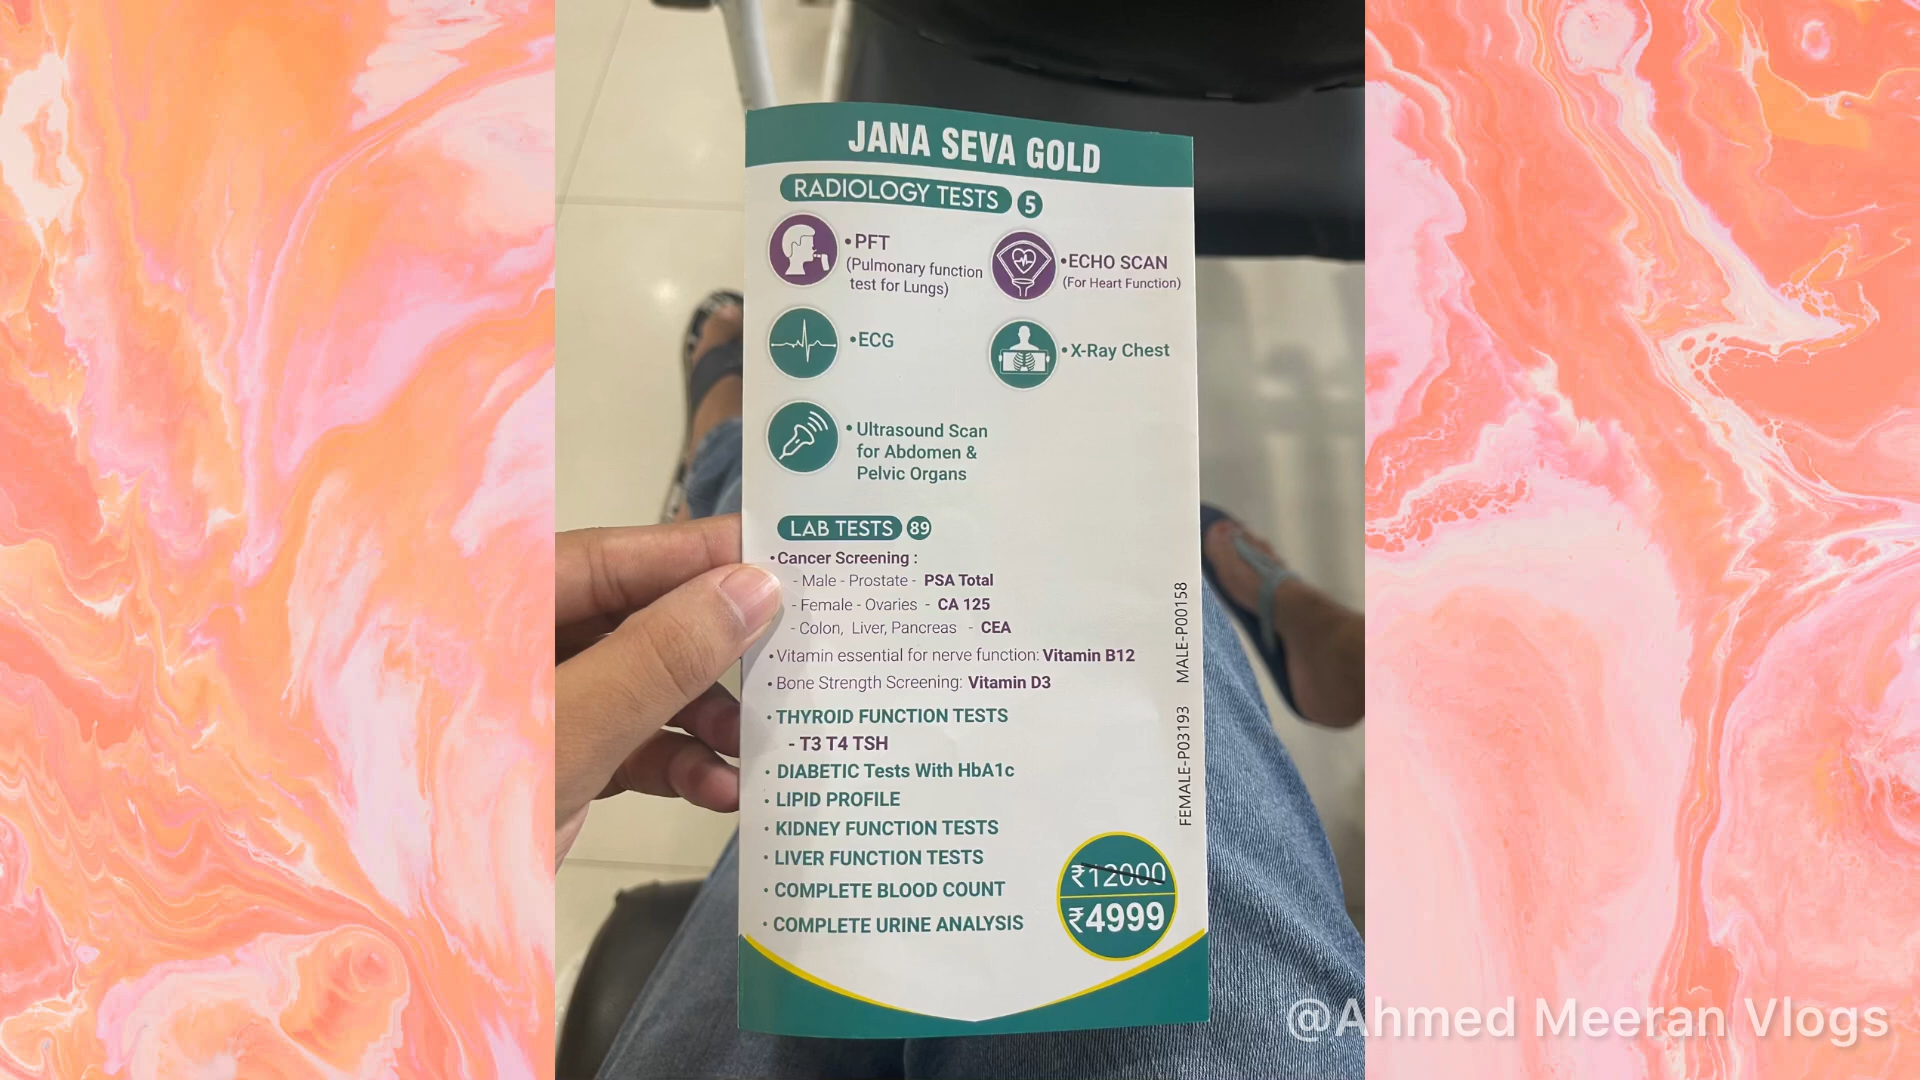 JANA SEVA GOLD
RADIOLOGY TESTS 5
• PFT
(Pulmonary function
test for Lungs)
• ECHO SCAN
(For Heart Function)
• ECG
• X-Ray Chest
• Ultrasound Scan
for Abdomen &
Pelvic Organs
LAB TESTS 89
• Cancer Screening :
- Male - Prostate - PSA Total
- Female - Ovaries - CA 125
- Colon, Liver, Pancreas - CEA
• Vitamin essential for nerve function: Vitamin B12
• Bone Strength Screening: Vitamin D3
• THYROID FUNCTION TESTS
- T3 T4 TSH
• DIABETIC Tests With HbA1c
• LIPID PROFILE
• KIDNEY FUNCTION TESTS
• LIVER FUNCTION TESTS
• COMPLETE BLOOD COUNT
• COMPLETE URINE ANALYSIS
₹12000
₹4999
FEMALE-P03193 MALE-P00158
@Ahmed Meeran Vlogs